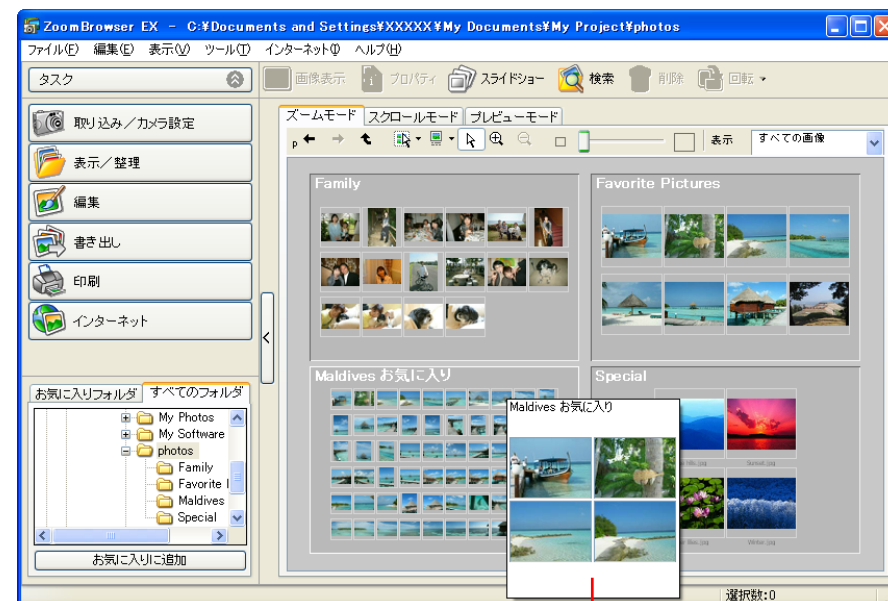 ZoomBrowser EX - C:¥Documents and Settings¥XXXXX¥My Documents¥My Project¥photos
ファイル(F) 編集(E) 表示(V) ツール(T) インターネット(I) ヘルプ(H)
タスク
画像表示 プロパティ スライドショー 検索 削除 回転
取り込み／カメラ設定
表示／整理
編集
書き出し
印刷
インターネット
ズームモード スクロールモード プレビューモード
P
表示 すべての画像
Family
Favorite Pictures
Maldives お気に入り
Special
Maldives お気に入り
Sunset.jpg
Winter.jpg
お気に入りフォルダ すべてのフォルダ
My Photos
My Software
photos
Family
Favorite
Maldives
Special
お気に入りに追加
選択数:0